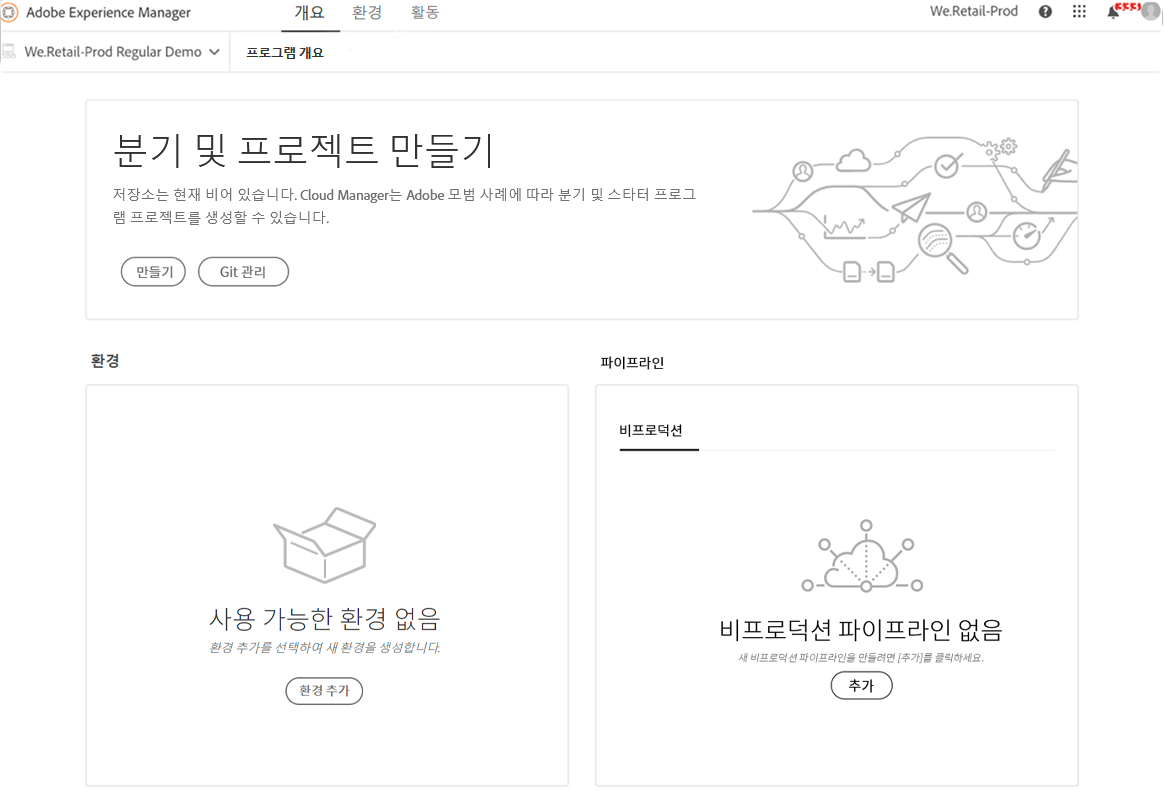 Adobe Experience Manager 개요 환경 활동 We.Retail-Prod
We.Retail-Prod Regular Demo 프로그램 개요
분기 및 프로젝트 만들기
저장소는 현재 비어 있습니다. Cloud Manager는 Adobe 모범 사례에 따라 분기 및 스타터 프로그
램 프로젝트를 생성할 수 있습니다.
만들기 Git 관리
환경
파이프라인
비프로덕션
사용 가능한 환경 없음
환경 추가를 선택하여 새 환경을 생성합니다.
환경 추가
비프로덕션 파이프라인 없음
새 비프로덕션 파이프라인을 만들려면 [추가]를 클릭하세요.
추가